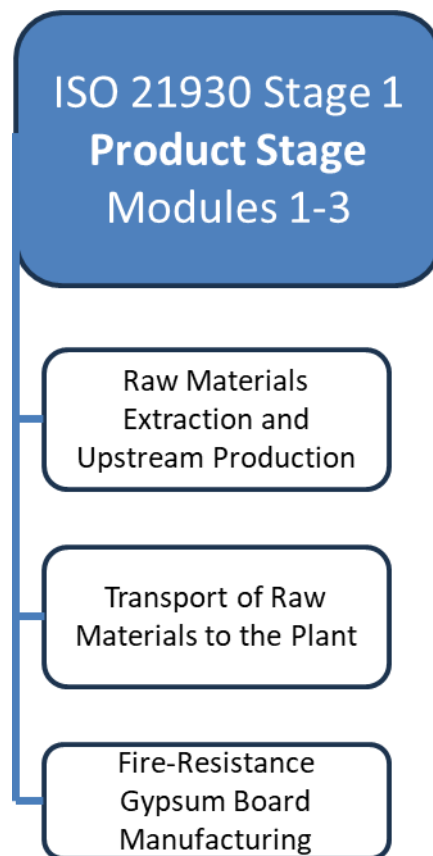 ISO 21930 Stage 1
Product Stage
Modules 1-3
Raw Materials
Extraction and
Upstream Production
Transport of Raw
Materials to the Plant
Fire-Resistance
Gypsum Board
Manufacturing